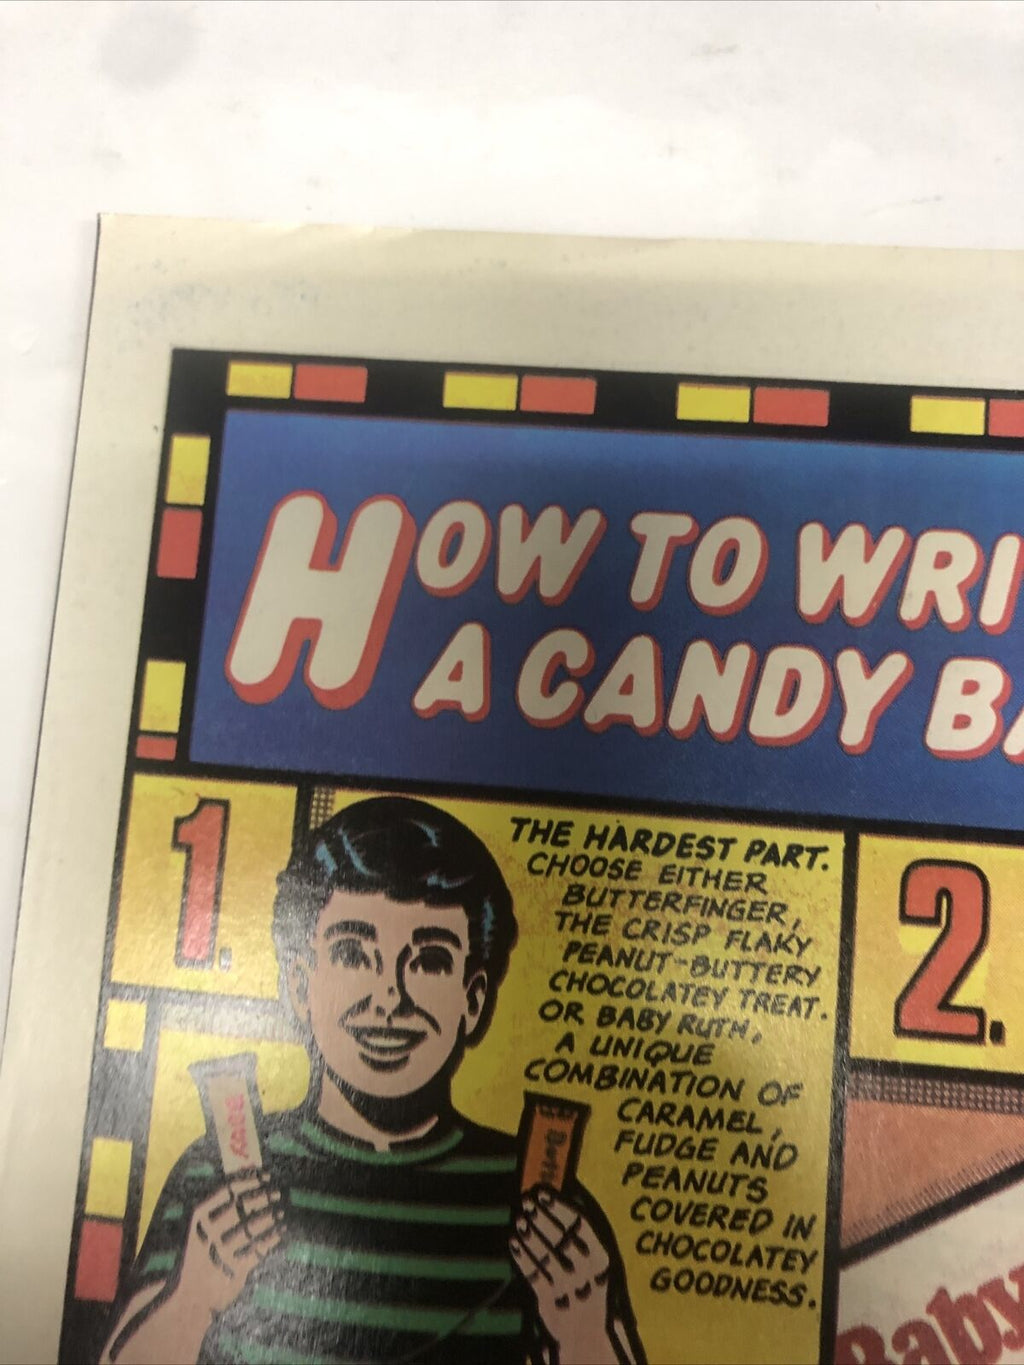 HOW TO WRI
A CANDY BA
1.
THE HARDEST PART.
CHOOSE EITHER
BUTTERFINGER,
THE CRISP FLAKY
PEANUT-BUTTERY
CHOCOLATEY TREAT.
OR BABY RUTH,
A UNIQUE
COMBINATION OF
CARAMEL,
FUDGE AND
PEANUTS
COVERED IN
CHOCOLATEY
GOODNESS.
2.
Baby